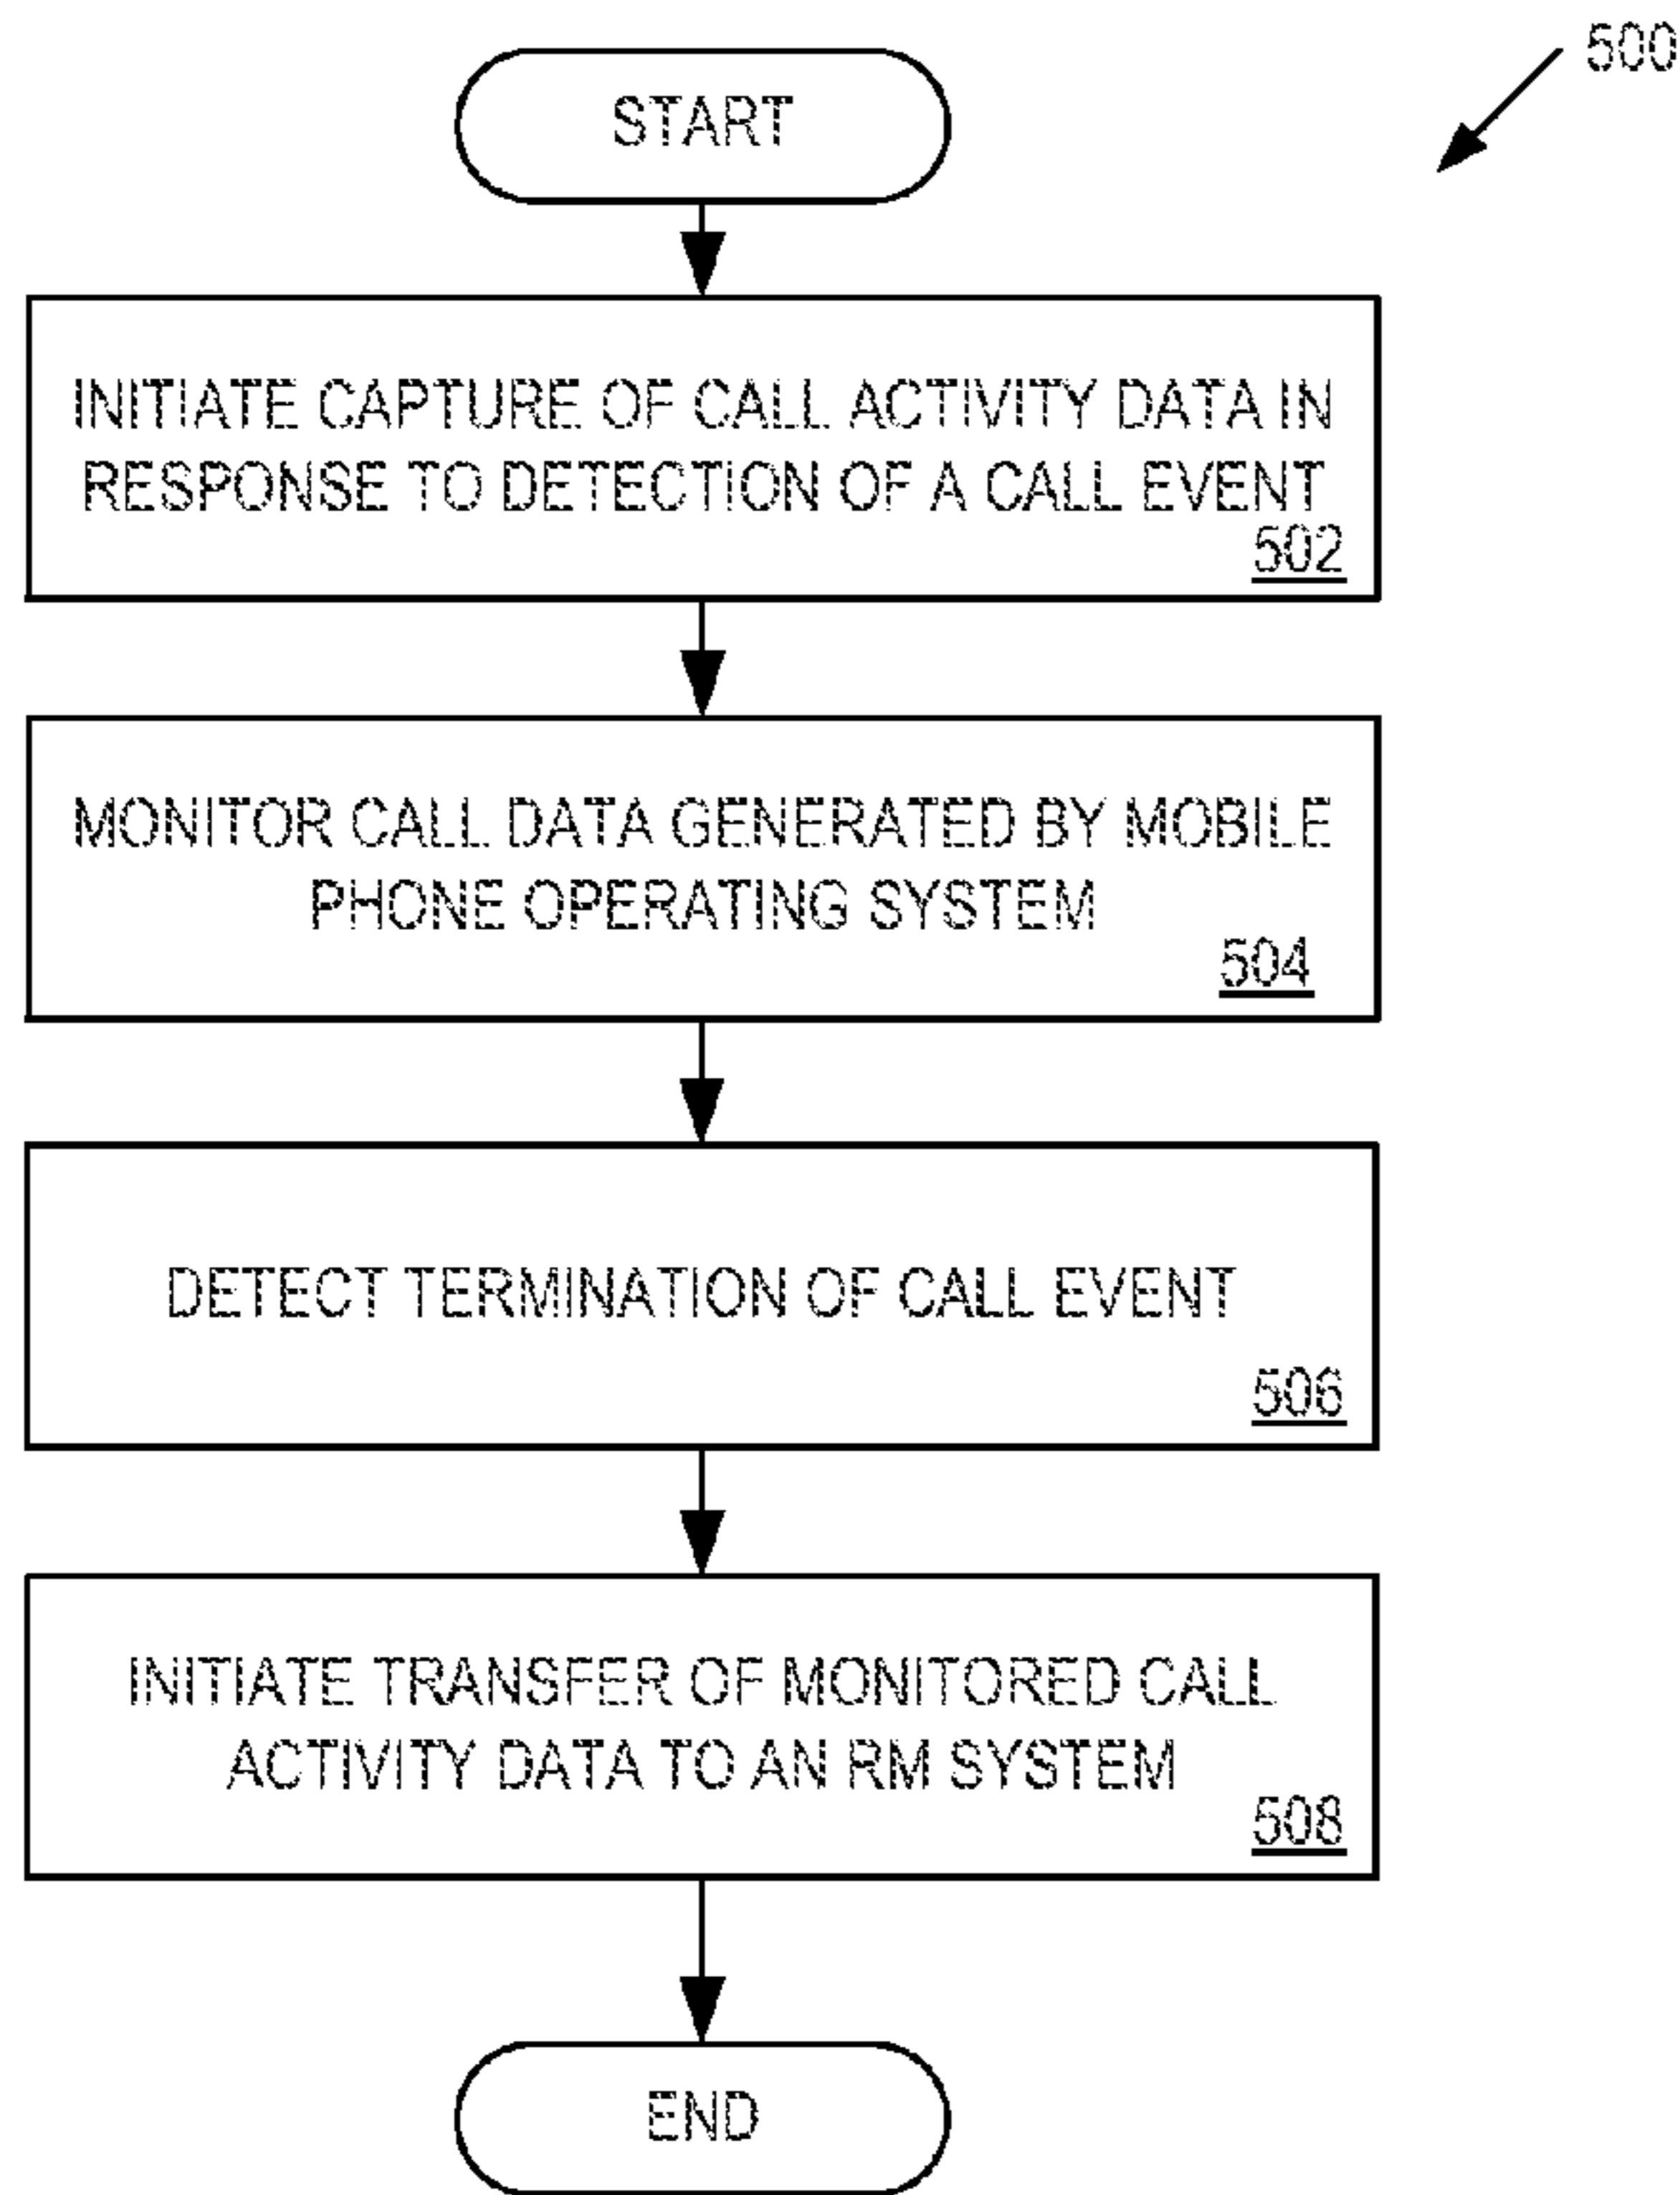 500
START
INITIATE CAPTURE OF CALL ACTIVITY DATA IN
RESPONSE TO DETECTION OF A CALL EVENT
502
MONITOR CALL DATA GENERATED BY MOBILE
PHONE OPERATING SYSTEM
504
DETECT TERMINATION OF CALL EVENT
506
INITIATE TRANSFER OF MONITORED CALL
ACTIVITY DATA TO AN RM SYSTEM
508
END